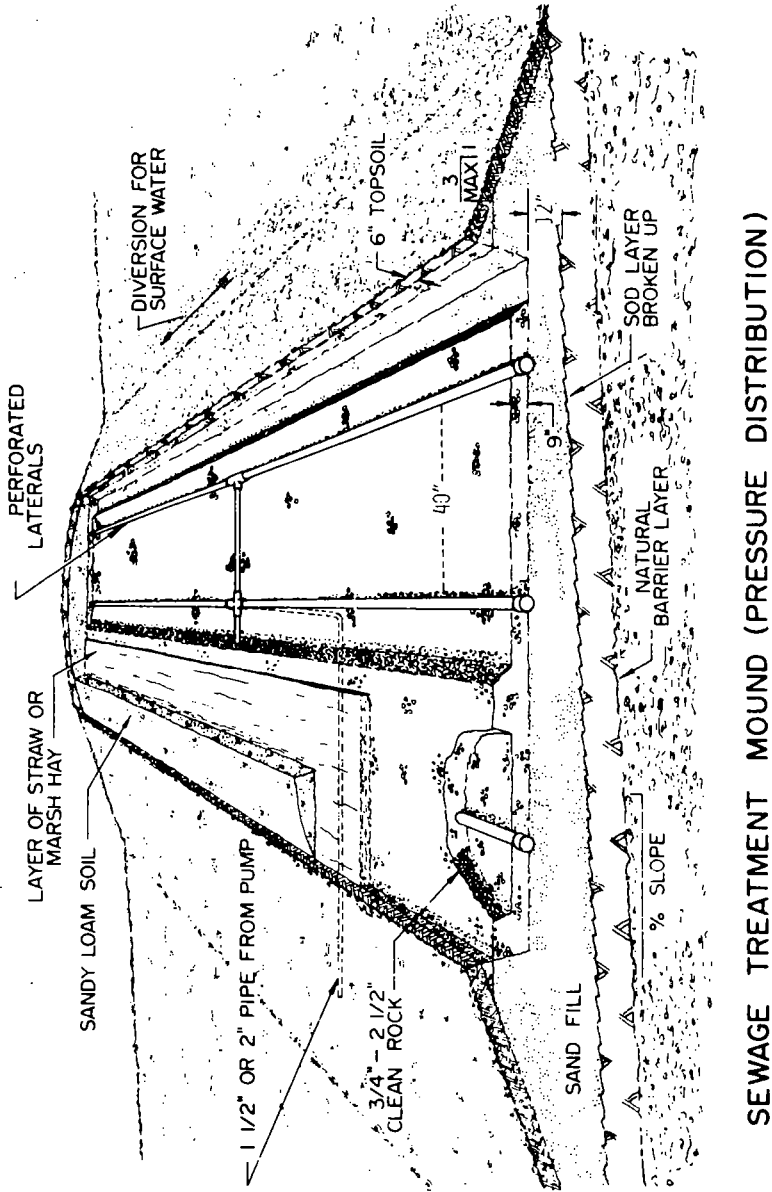 PERFORATED
LATERALS
LAYER OF STRAW OR
MARSH HAY
SANDY LOAM SOIL
DIVERSION FOR
SURFACE WATER
1 1/2" OR 2" PIPE FROM PUMP
6" TOPSOIL
3/4" - 2 1/2"
CLEAN ROCK
3
MAX 1
40"
9"
12"
SAND FILL
% SLOPE
NATURAL
BARRIER LAYER
SOD LAYER
BROKEN UP
SEWAGE TREATMENT MOUND (PRESSURE DISTRIBUTION)